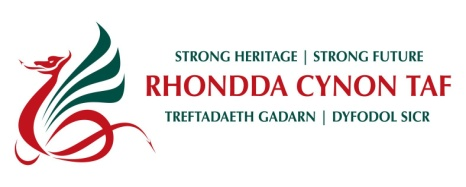 STRONG HERITAGE | STRONG FUTURE
RHONDDA CYNON TAF
TREFTADAETH GADARN | DYFODOL SICR